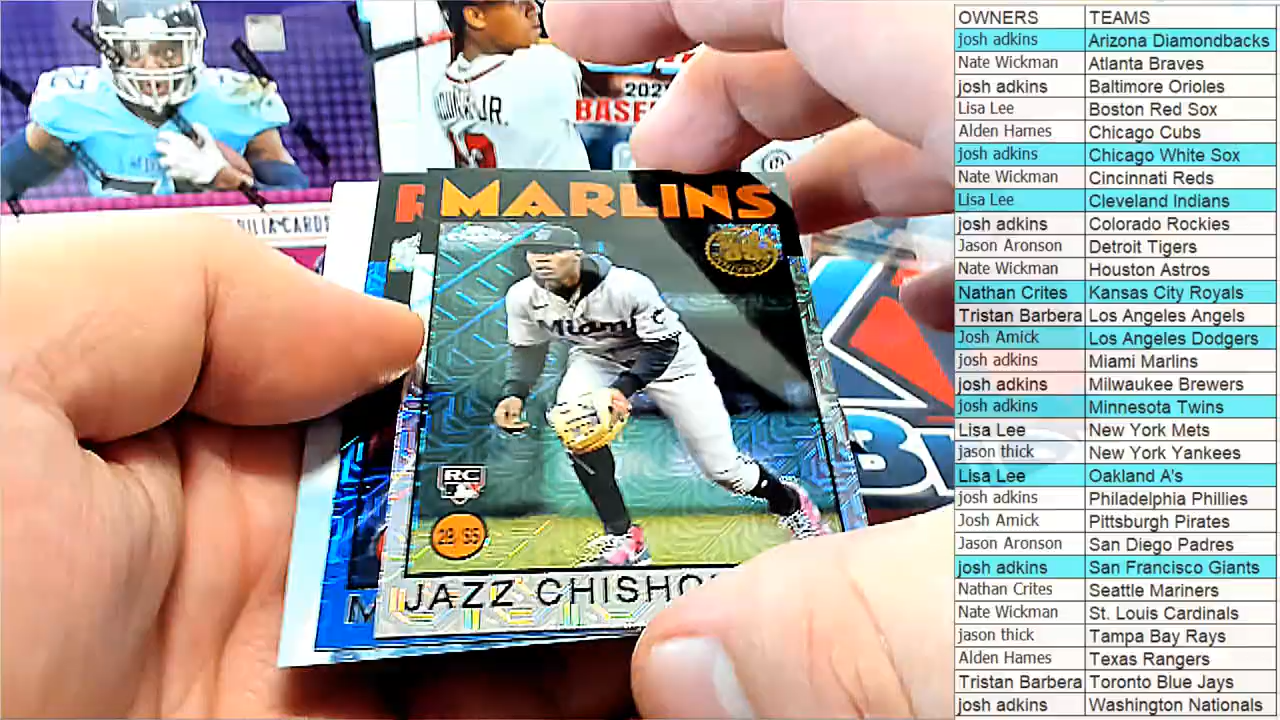 OWNERS TEAMS
josh adkins Arizona Diamondbacks
Nate Wickman Atlanta Braves
josh adkins Baltimore Orioles
Lisa Lee Boston Red Sox
Alden Hames Chicago Cubs
josh adkins Chicago White Sox
Nate Wickman Cincinnati Reds
Lisa Lee Cleveland Indians
josh adkins Colorado Rockies
Jason Aronson Detroit Tigers
Nate Wickman Houston Astros
Nathan Crites Kansas City Royals
Tristan Barbera Los Angeles Angels
Josh Amick Los Angeles Dodgers
josh adkins Miami Marlins
josh adkins Milwaukee Brewers
josh adkins Minnesota Twins
Lisa Lee New York Mets
jason thick New York Yankees
Lisa Lee Oakland A's
josh adkins Philadelphia Phillies
Josh Amick Pittsburgh Pirates
Jason Aronson San Diego Padres
josh adkins San Francisco Giants
Nathan Crites Seattle Mariners
Nate Wickman St. Louis Cardinals
jason thick Tampa Bay Rays
Alden Hames Texas Rangers
Tristan Barbera Toronto Blue Jays
josh adkins Washington Nationals
JR.
BASE
MARLINS
Miami
RC
JAZZ CHISHO
M